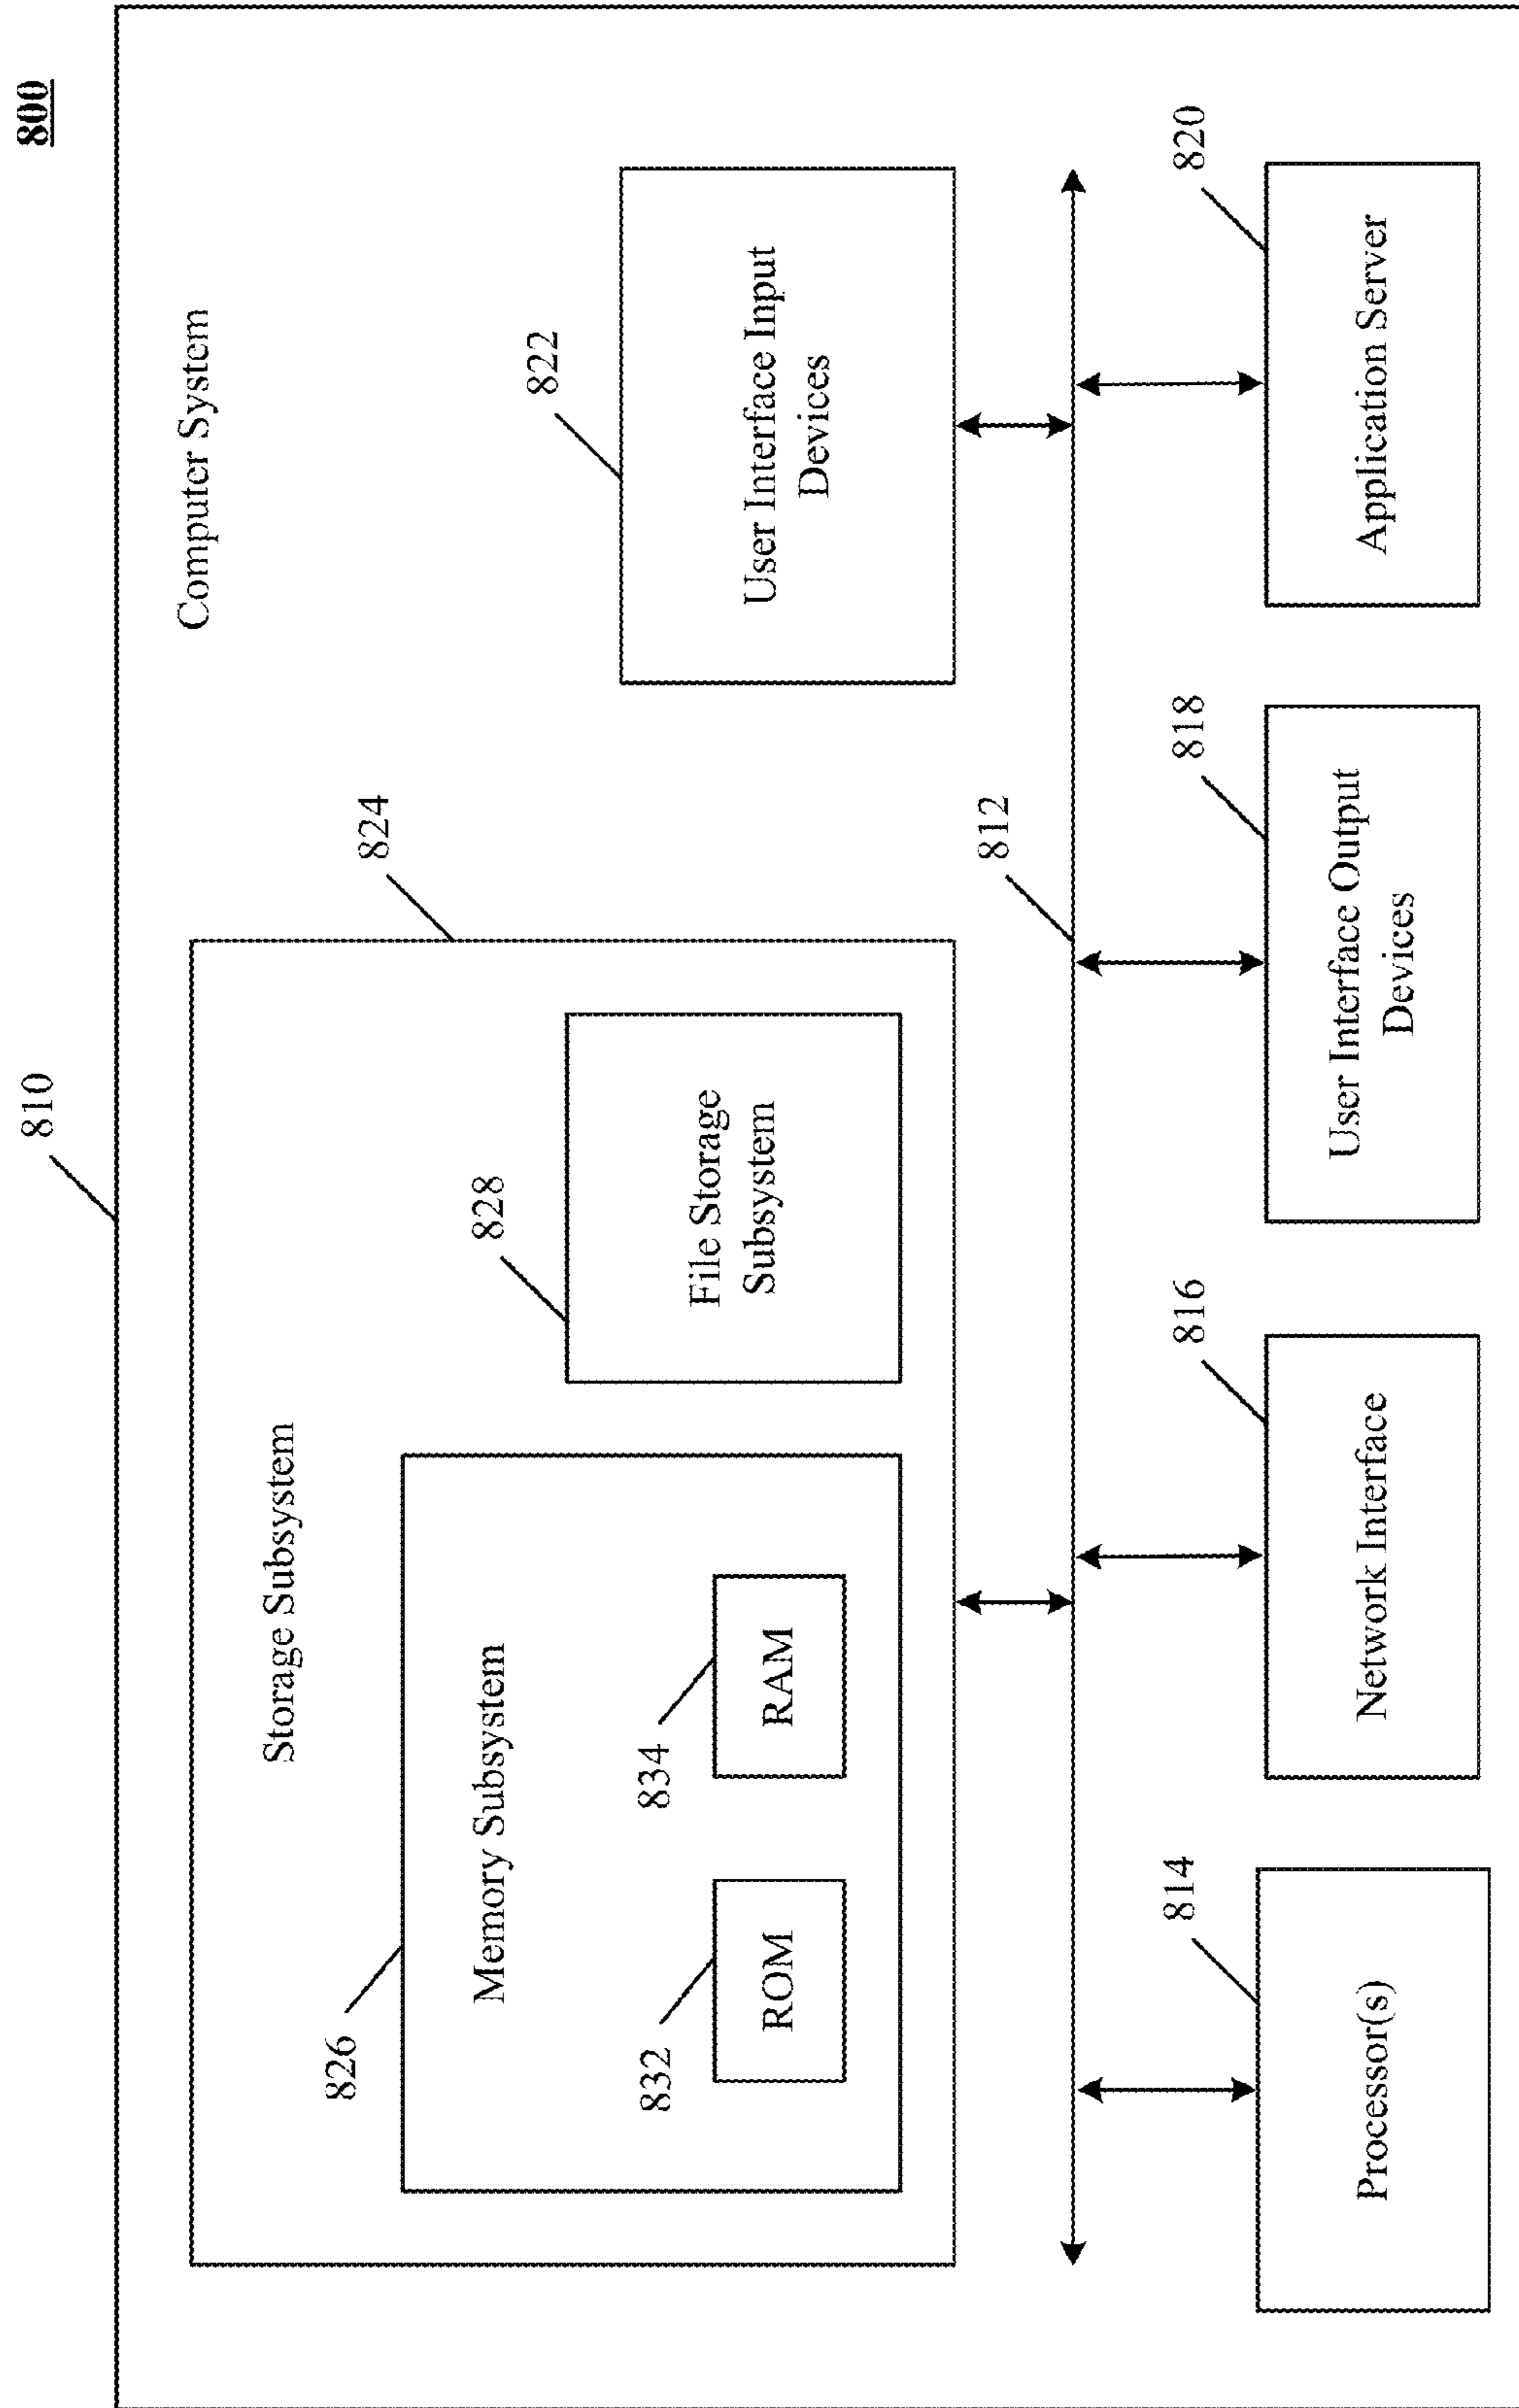 800
810
Computer System
824
Storage Subsystem
826
Memory Subsystem
832
ROM
834
RAM
828
File Storage
Subsystem
822
User Interface Input
Devices
812
814
Processor(s)
816
Network Interface
818
User Interface Output
Devices
820
Application Server